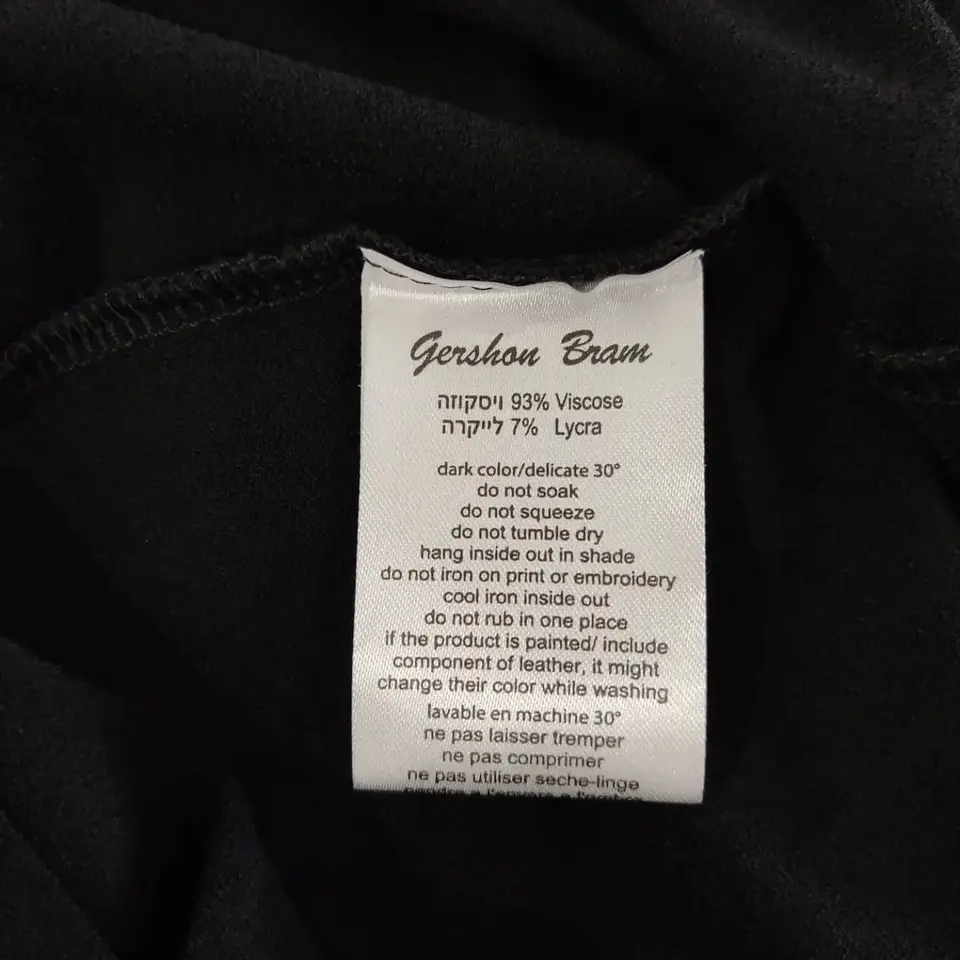 Gershon Bram
ויסקוזה 93% Viscose
לייקרה 7% Lycra
dark color/delicate 30°
do not soak
do not squeeze
do not tumble dry
hang inside out in shade
do not iron on print or embroidery
cool iron inside out
do not rub in one place
if the product is painted/ include
component of leather, it might
change their color while washing
lavable en machine 30°
ne pas laisser tremper
ne pas comprimer
ne pas utiliser seche-linge